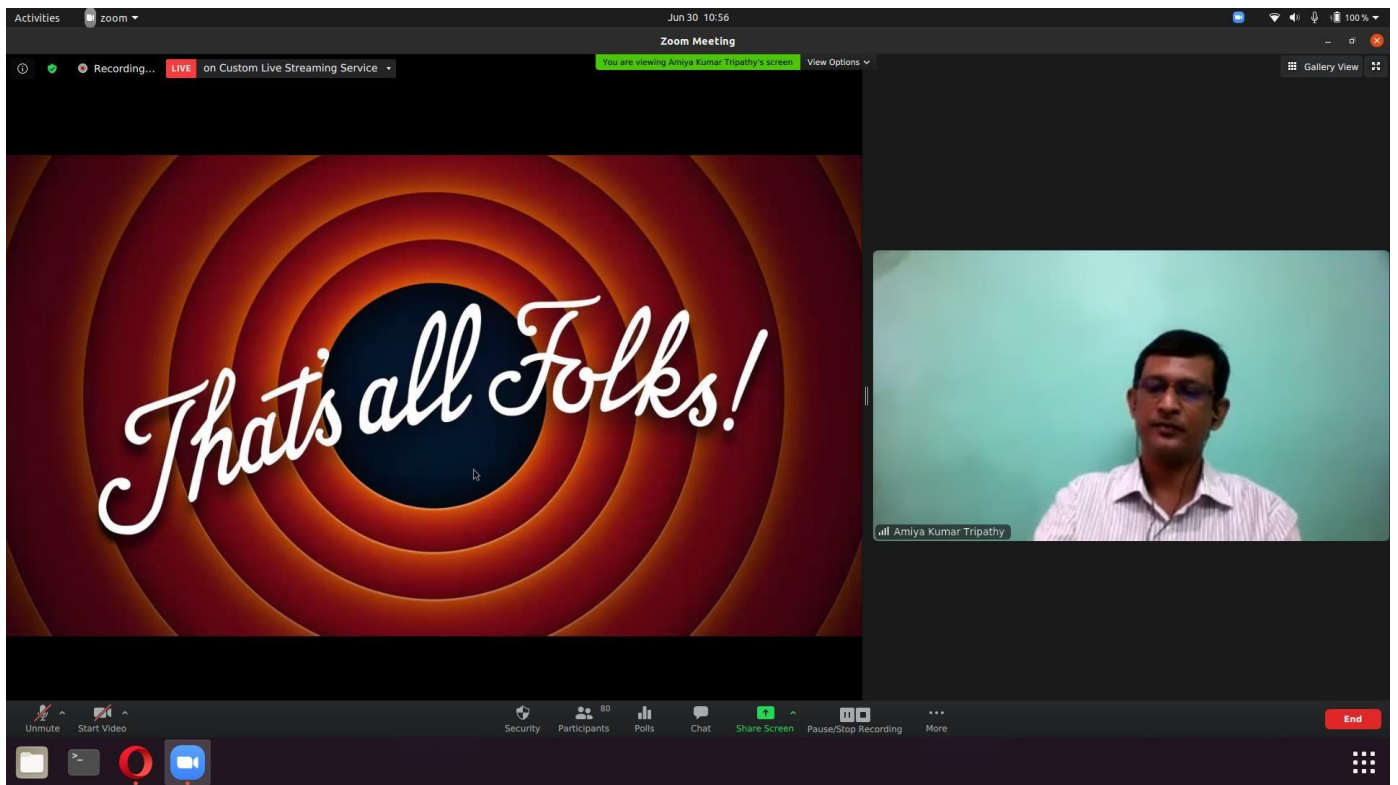 Activities zoom Jun 30 10:56 100 %
Zoom Meeting
Recording... LIVE on Custom Live Streaming Service You are viewing Amiya Kumar Tripathy's screen View Options Gallery View
That's all Folks!
Amiya Kumar Tripathy
80
Unmute Start Video Security Participants Polls Chat Share Screen Pause/Stop Recording More End